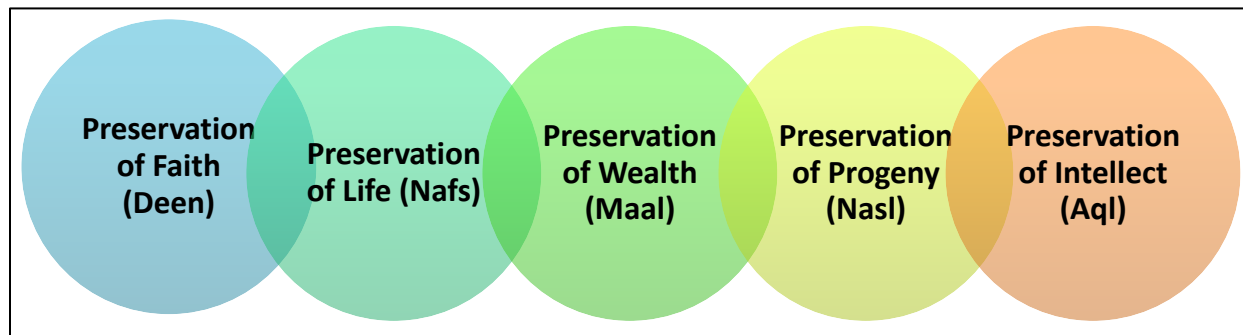 Preservation
of Faith
(Deen)
Preservation
of Life (Nafs)
Preservation
of Wealth
(Maal)
Preservation
of Progeny
(Nasl)
Preservation
of Intellect
(Aql)